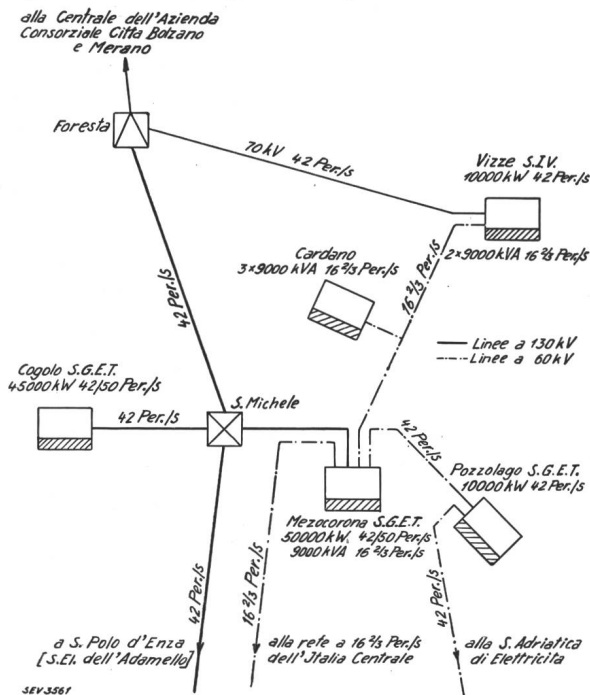 alla Centrale dell'Azienda
Consorziale Città Bolzano
e Merano
Foresta
70 kV 42 Per./s
Vizze S.IV.
10000 kW 42 Per./s
2×9000 kVA 16 2/3 Per./s
Cardano
3×9000 kVA 16 2/3 Per./s
16 2/3 Per./s
42 Per./s
Linee a 130 kV
Linee a 60 kV
Cogolo S.G.E.T.
45000 kW 42/50 Per./s
42 Per./s
S. Michele
42 Per./s
Pozzolago S.G.E.T.
10000 kW 42 Per./s
Mezocorona S.G.E.T.
50000 kW. 42/50 Per./s
9000 kVA 16 2/3 Per./s
42 Per./s
16 2/3 Per./s
42 Per./s
a S. Polo d'Enza
[S.El. dell'Adamello]
alla rete a 16 2/3 Per./s
dell'Italia Centrale
alla S. Adriatica
di Elettricita
SEV 3561